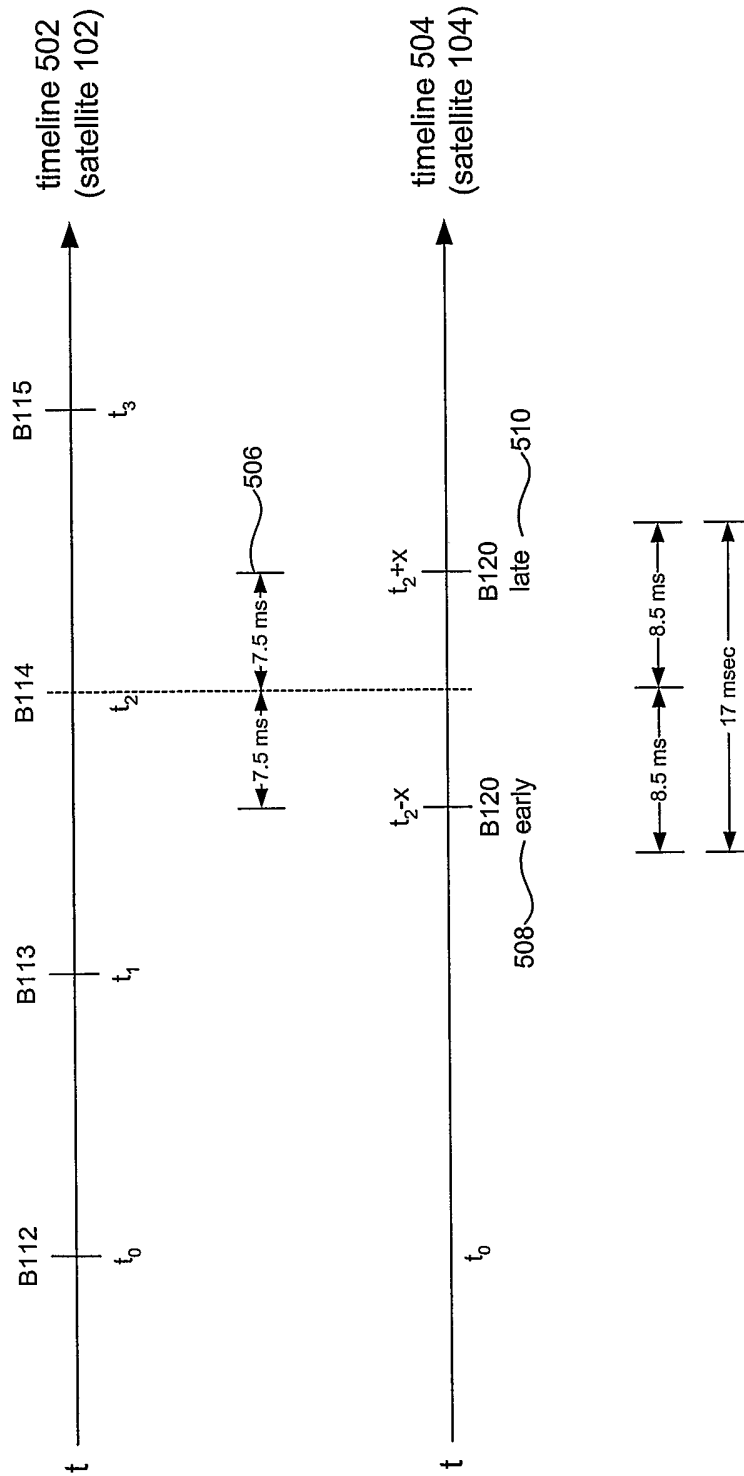 timeline 502
(satellite 102)
B112
B113
B114
B115
t
t₀
t₁
t₂
t₃
506
7.5 ms
7.5 ms
timeline 504
(satellite 104)
t₂-x
t₂+x
t
t₀
B120
early
B120
late
508
510
8.5 ms
8.5 ms
17 msec